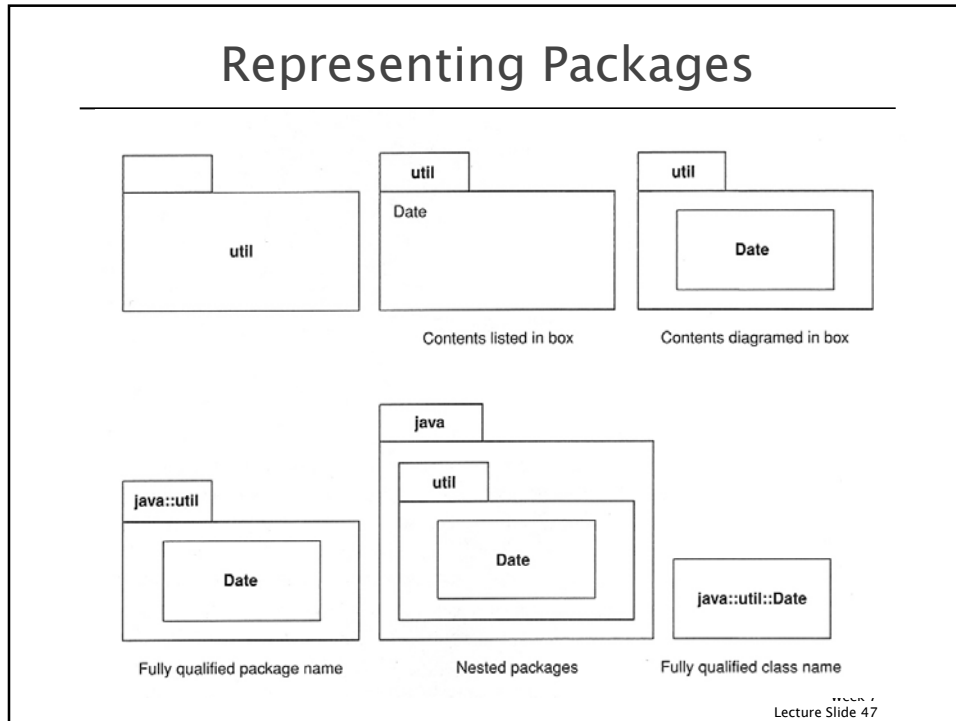 Representing Packages
util
util
Date
util
Date
Contents listed in box
Contents diagramed in box
java::util
Date
Fully qualified package name
java
util
Date
Nested packages
java::util::Date
Fully qualified class name
Lecture Slide 47